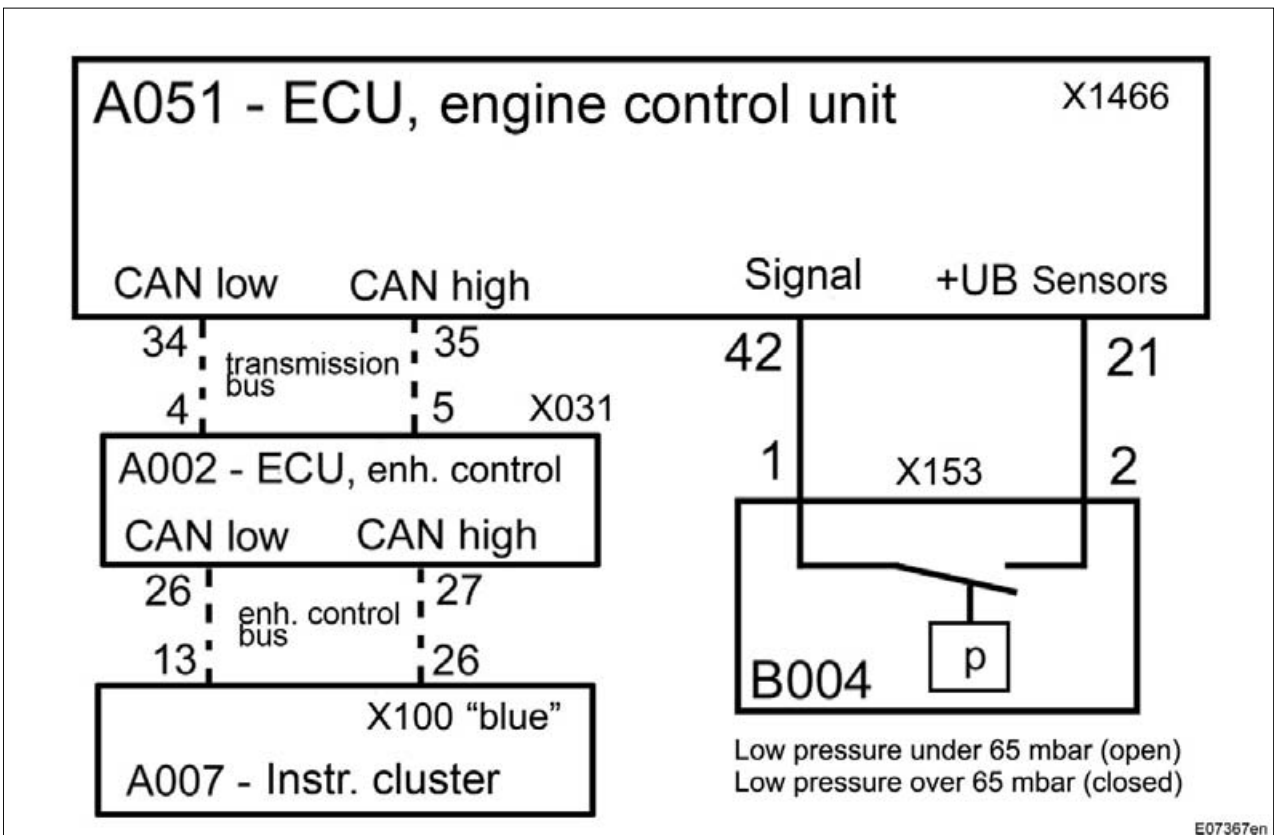 A051 - ECU, engine control unit X1466
CAN low CAN high Signal +UB Sensors
34 35 42 21
transmission
bus
4 5 X031 1 X153 2
A002 - ECU, enh. control
CAN low CAN high
26 27
enh. control
bus
13 26
B004 p
X100 “blue”
A007 - Instr. cluster
Low pressure under 65 mbar (open)
Low pressure over 65 mbar (closed)
E07367en